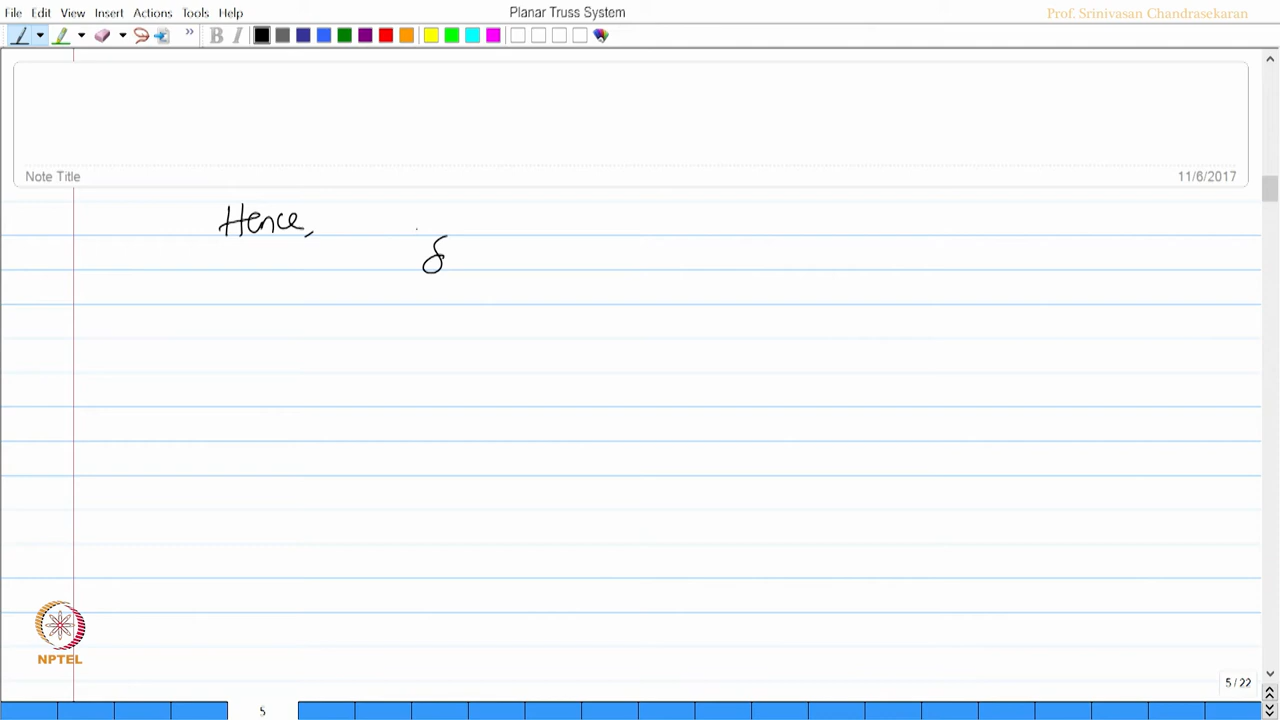 File Edit View Insert Actions Tools Help Planar Truss System Prof. Srinivasan Chandrasekaran
» B I
Note Title 11/6/2017
Hence,
δ
NPTEL
5 / 22
5